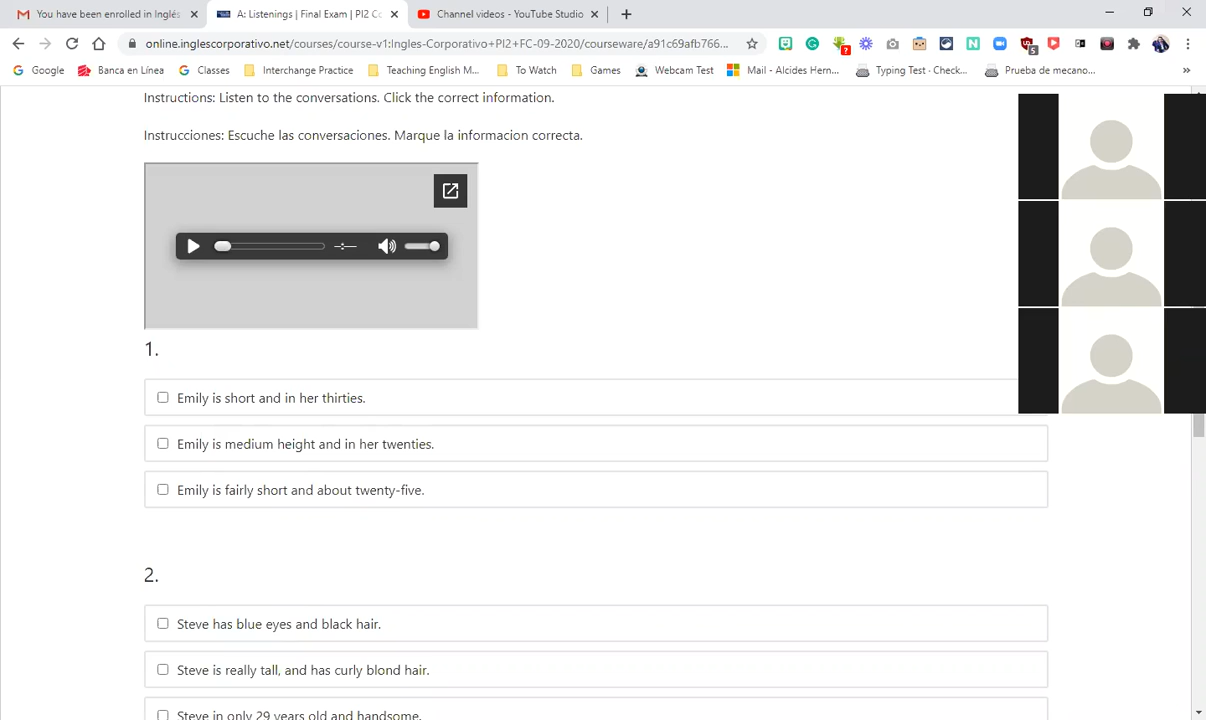 You have been enrolled in Inglés
A: Listenings | Final Exam | PI2 Co
Channel videos - YouTube Studio
online.inglescorporativo.net/courses/course-v1:Ingles-Corporativo+PI2+FC-09-2020/courseware/a91c69afb766...
Google
Banca en Línea
Classes
Interchange Practice
Teaching English M...
To Watch
Games
Webcam Test
Mail - Alcides Hern...
Typing Test · Check...
Prueba de mecano...
Instructions: Listen to the conversations. Click the correct information.
Instrucciones: Escuche las conversaciones. Marque la informacion correcta.
-:--
1.
Emily is short and in her thirties.
Emily is medium height and in her twenties.
Emily is fairly short and about twenty-five.
2.
Steve has blue eyes and black hair.
Steve is really tall, and has curly blond hair.
Steve in only 29 years old and handsome.